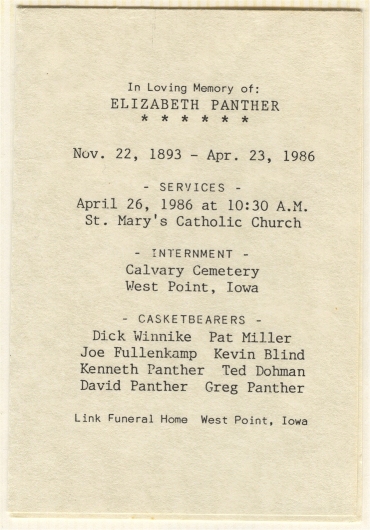 In Loving Memory of:
ELIZABETH PANTHER
* * * * * *
Nov. 22, 1893 - Apr. 23, 1986
- SERVICES -
April 26, 1986 at 10:30 A.M.
St. Mary's Catholic Church
- INTERNMENT -
Calvary Cemetery
West Point, Iowa
- CASKETBEARERS -
Dick Winnike Pat Miller
Joe Fullenkamp Kevin Blind
Kenneth Panther Ted Dohman
David Panther Greg Panther
Link Funeral Home West Point, Iowa